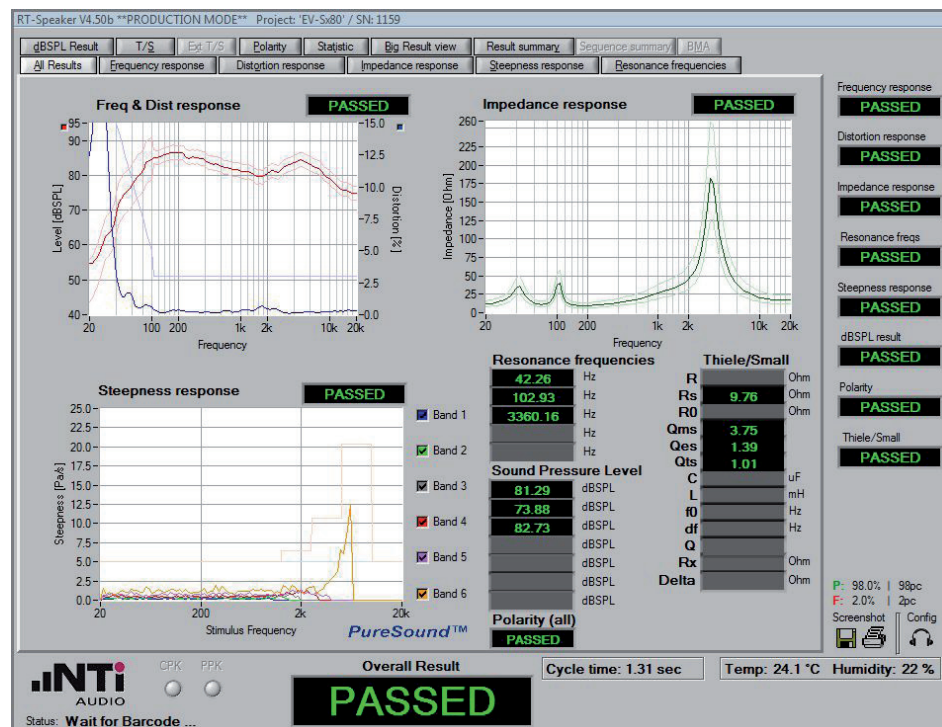 RT-Speaker V4.50b **PRODUCTION MODE** Project: 'EV-Sx80' / SN: 1159
dBSPL Result T/S Ext T/S Polarity Statistic Big Result view Result summary Sequence summary BMA
All Results Frequency response Distortion response Impedance response Steepness response Resonance frequencies
Freq & Dist response PASSED
95
90
80
70
60
50
40
Level [dBSPL]
15.0
12.5
10.0
7.5
5.0
2.5
0.0
Distortion [%]
20 100 200 1k 2k 10k 20k
Frequency
Impedance response PASSED
260
225
200
175
150
125
100
75
50
25
0
Impedance [Ohm]
20 100 200 1k 2k 10k 20k
Frequency
Steepness response PASSED
25.0
22.5
20.0
17.5
15.0
12.5
10.0
7.5
5.0
2.5
0.0
Steepness [Pa/s]
20 200 2k 20k
Stimulus Frequency
PureSound™
Band 1
Band 2
Band 3
Band 4
Band 5
Band 6
Resonance frequencies
42.26 Hz
102.93 Hz
3360.16 Hz
Hz
Hz
Sound Pressure Level
81.29 dBSPL
73.88 dBSPL
82.73 dBSPL
dBSPL
dBSPL
dBSPL
dBSPL
Polarity (all)
PASSED
Thiele/Small
R Ohm
Rs 9.76 Ohm
R0 Ohm
Qms 3.75
Qes 1.39
Qts 1.01
C uF
L mH
f0 Hz
df Hz
Q
Rx Ohm
Delta Ohm
Frequency response
PASSED
Distortion response
PASSED
Impedance response
PASSED
Resonance freqs
PASSED
Steepness response
PASSED
dBSPL result
PASSED
Polarity
PASSED
Thiele/Small
PASSED
P: 98.0% | 98pc
F: 2.0% | 2pc
Screenshot Config
NTi
AUDIO
CPK PPK
Status: Wait for Barcode ...
Overall Result
PASSED
Cycle time: 1.31 sec
Temp: 24.1 °C Humidity: 22 %